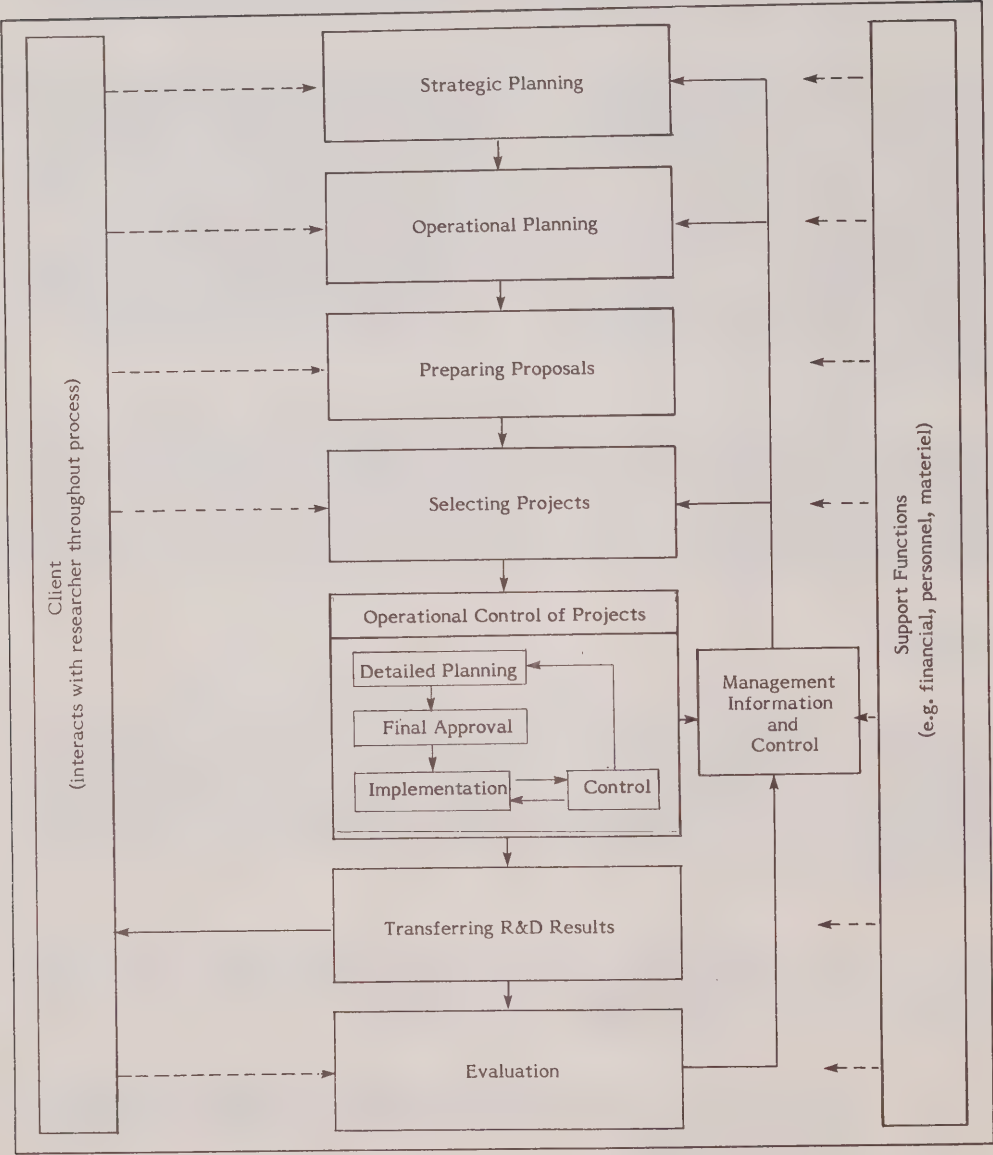 Strategic Planning
Operational Planning
Preparing Proposals
Selecting Projects
Client
(interacts with researcher throughout process)
Operational Control of Projects
Detailed Planning
Final Approval
Implementation
Control
Management
Information
and
Control
Support Functions
(e.g. financial, personnel, materiel)
Transferring R&D Results
Evaluation